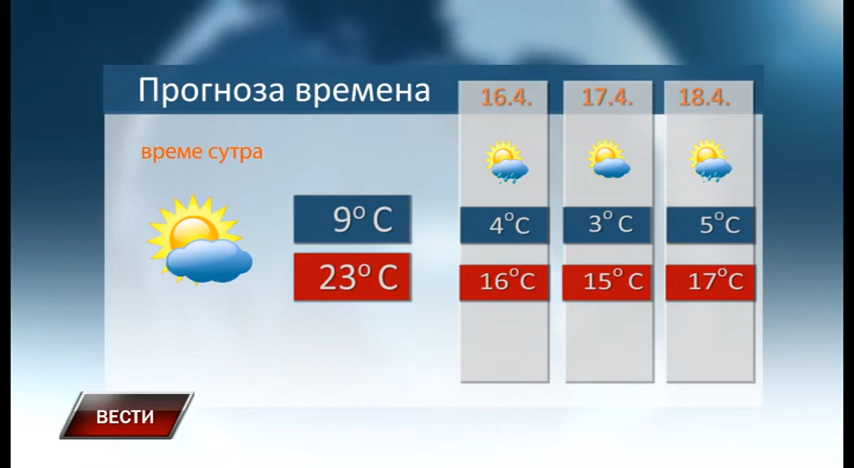 Прогноза времена
време сутра
9° C
23° C
16.4.
17.4.
18.4.
4°C
3° C
5°C
16°C
15° C
17°C
ВЕСТИ